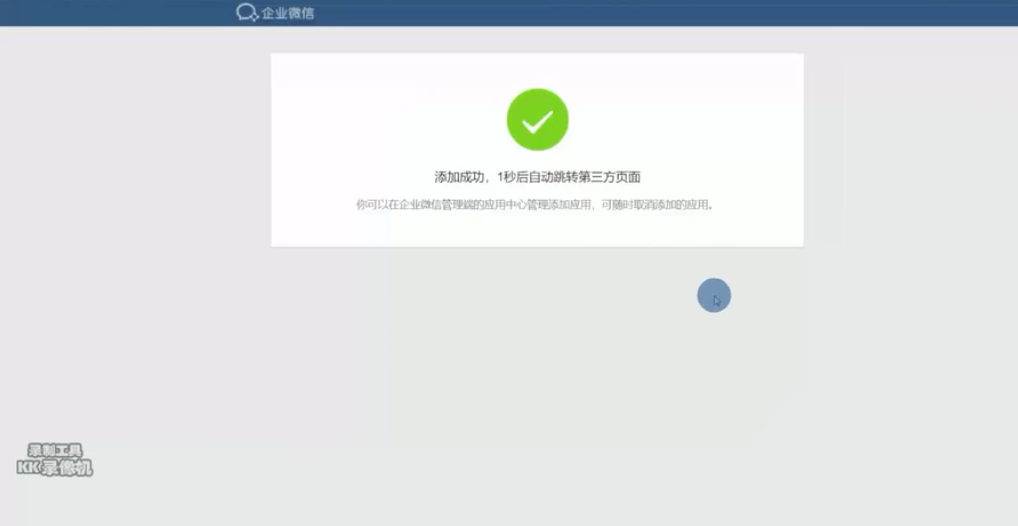 企业微信
添加成功，1秒后自动跳转第三方页面
你可以在企业微信管理端的应用中心管理添加应用，可随时取消添加的应用。
录制工具
KK录像机